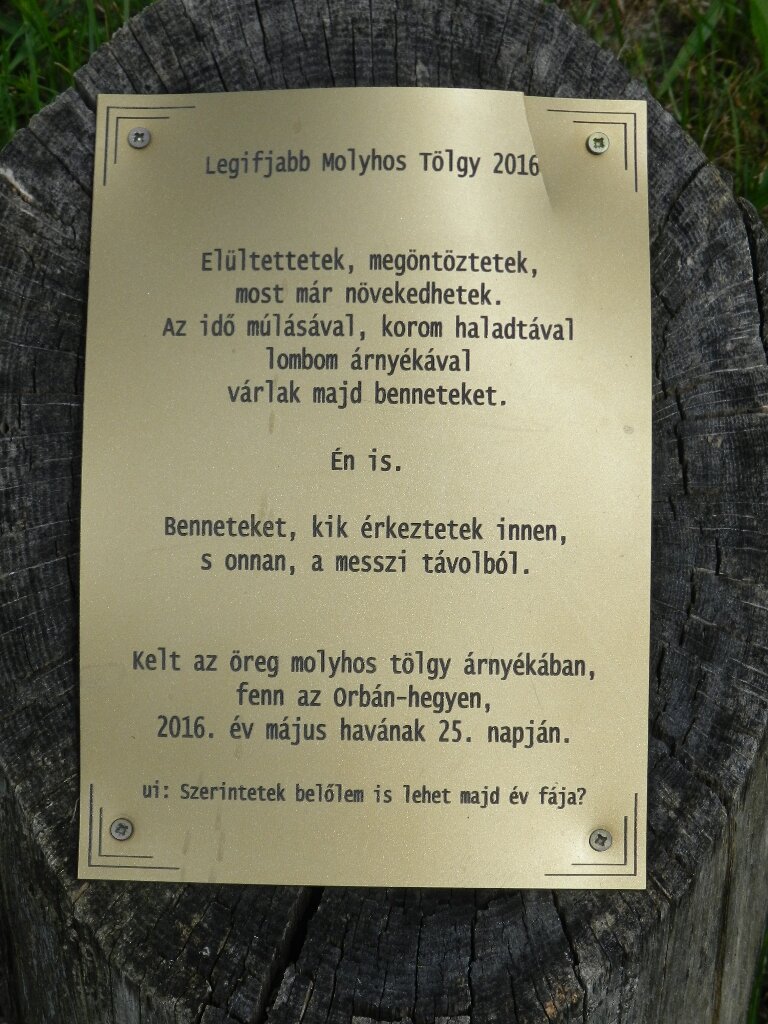 Legifjabb Molyhos Tölgy 2016
Elültettetek, megöntöztetek,
most már növekedhetek.
Az idő múlásával, korom haladtával
lombom árnyékával
várlak majd benneteket.
Én is.
Benneteket, kik érkeztetek innen,
s onnan, a messzi távolból.
Kelt az öreg molyhos tölgy árnyékában,
fenn az Orbán-hegyen,
2016. év május havának 25. napján.
ui: Szerintetek belőlem is lehet majd év fája?